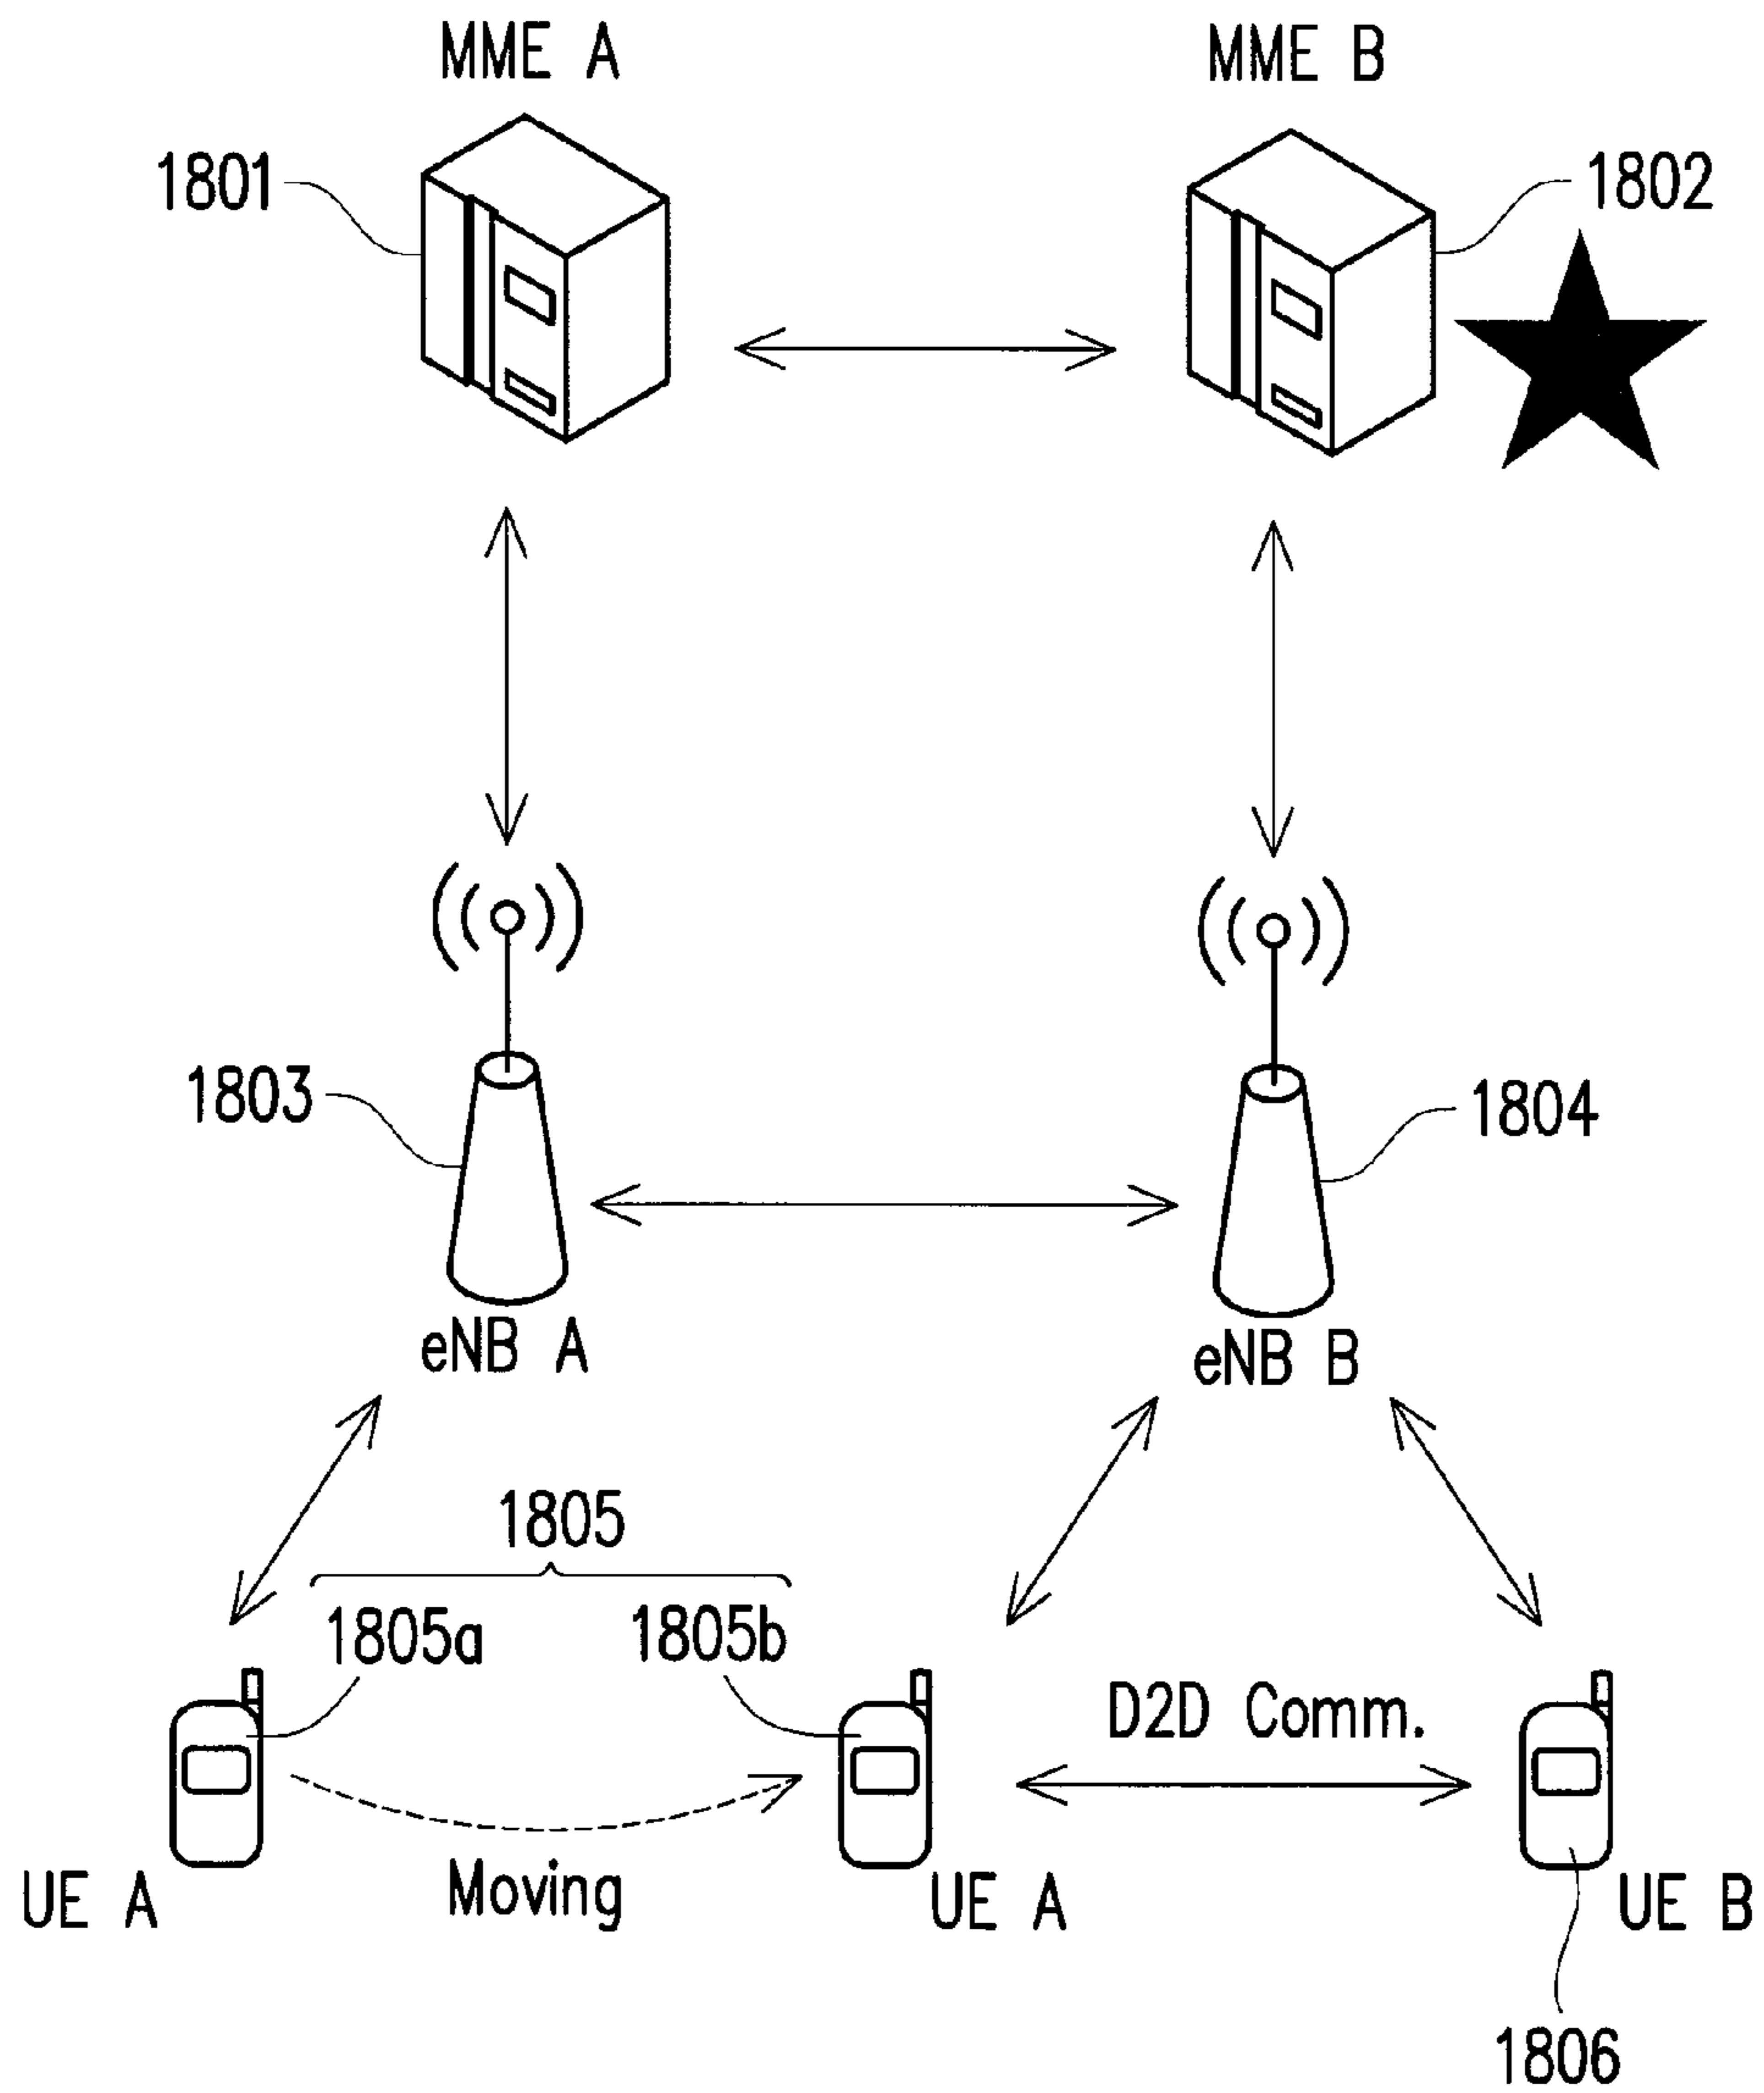 MME A
MME B
1801
1802
1803
1804
eNB A
eNB B
1805
1805a
1805b
D2D Comm.
Moving
UE A
UE A
UE B
1806